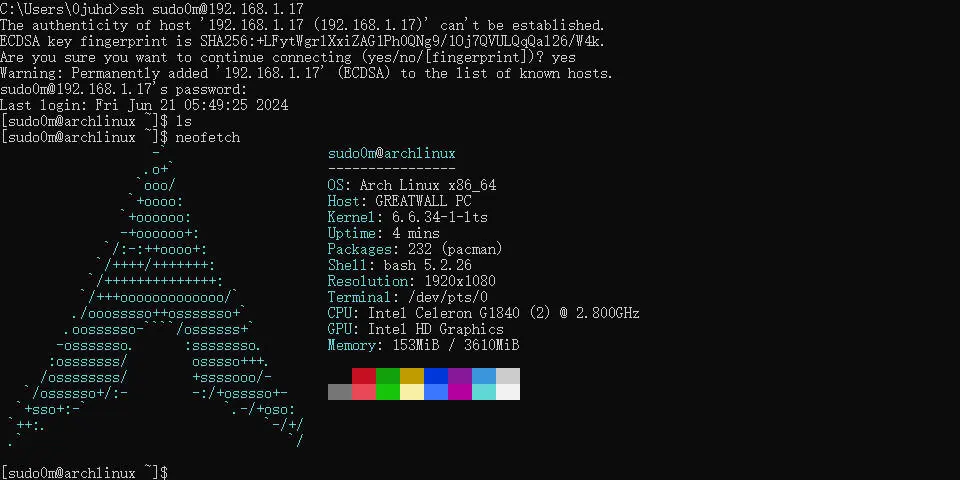 C:\Users\0juhd>ssh sudo0m@192.168.1.17
The authenticity of host '192.168.1.17 (192.168.1.17)' can't be established.
ECDSA key fingerprint is SHA256:+LFytWgrlXxiZAG1Ph0QNg9/1Oj7QVULQqQa126/W4k.
Are you sure you want to continue connecting (yes/no/[fingerprint])? yes
Warning: Permanently added '192.168.1.17' (ECDSA) to the list of known hosts.
sudo0m@192.168.1.17's password:
Last login: Fri Jun 21 05:49:25 2024
[sudo0m@archlinux ~]$ ls
[sudo0m@archlinux ~]$ neofetch
                   -`                     sudo0m@archlinux
                  .o+`                    ----------------
                 `ooo/                    OS: Arch Linux x86_64
                `+oooo:                   Host: GREATWALL PC
               `+oooooo:                  Kernel: 6.6.34-1-lts
               -+oooooo+:                 Uptime: 4 mins
             `/:-:++oooo+:                Packages: 232 (pacman)
            `/++++/+++++++:               Shell: bash 5.2.26
           `/++++++++++++++:              Resolution: 1920x1080
          `/+++ooooooooooooo/`            Terminal: /dev/pts/0
         ./ooosssso++osssssso+`           CPU: Intel Celeron G1840 (2) @ 2.800GHz
        .oossssso-````/ossssss+`          GPU: Intel HD Graphics
       -osssssso.      :ssssssso.         Memory: 153MiB / 3610MiB
      :osssssss/        osssso+++.
     /ossssssss/        +ssssooo/-
   `/ossssso+/:-        -:/+osssso+-
  `+sso+:-`                 `.-/+oso:
 `++:.                           `-/+/
 .`                                 `/
[sudo0m@archlinux ~]$